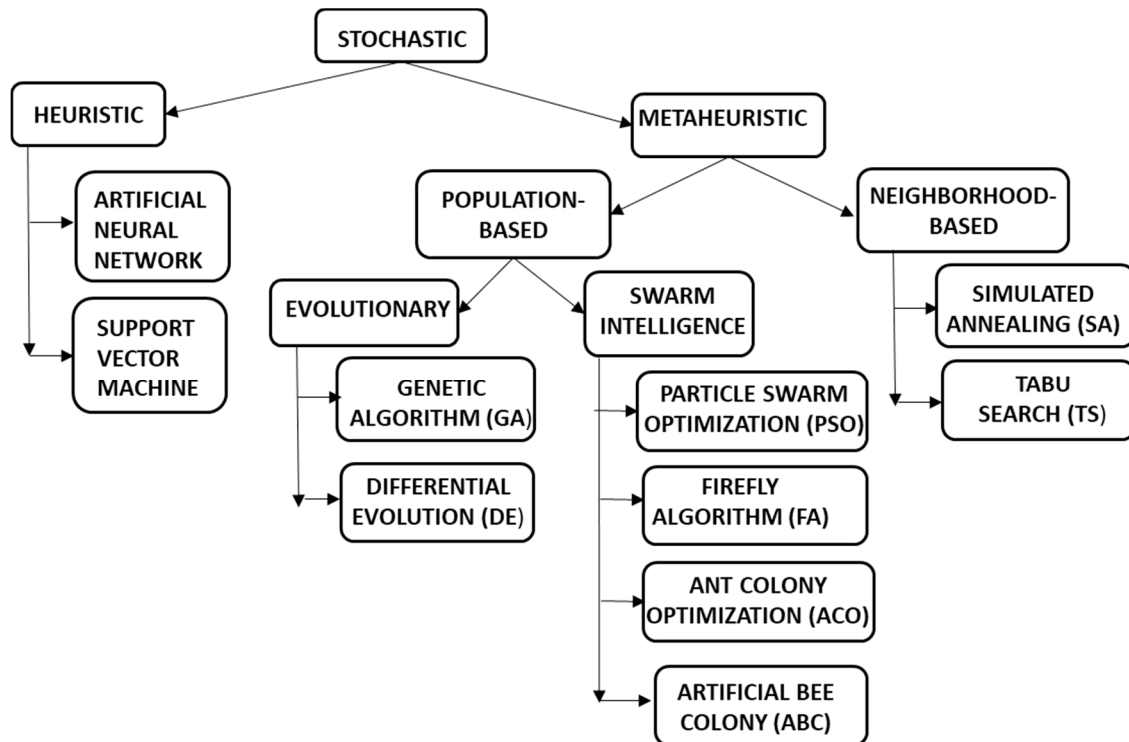 STOCHASTIC
HEURISTIC
METAHEURISTIC
ARTIFICIAL
NEURAL
NETWORK
SUPPORT
VECTOR
MACHINE
POPULATION-
BASED
NEIGHBORHOOD-
BASED
EVOLUTIONARY
SWARM
INTELLIGENCE
GENETIC
ALGORITHM (GA)
DIFFERENTIAL
EVOLUTION (DE)
PARTICLE SWARM
OPTIMIZATION (PSO)
FIREFLY
ALGORITHM (FA)
ANT COLONY
OPTIMIZATION (ACO)
ARTIFICIAL BEE
COLONY (ABC)
SIMULATED
ANNEALING (SA)
TABU
SEARCH (TS)